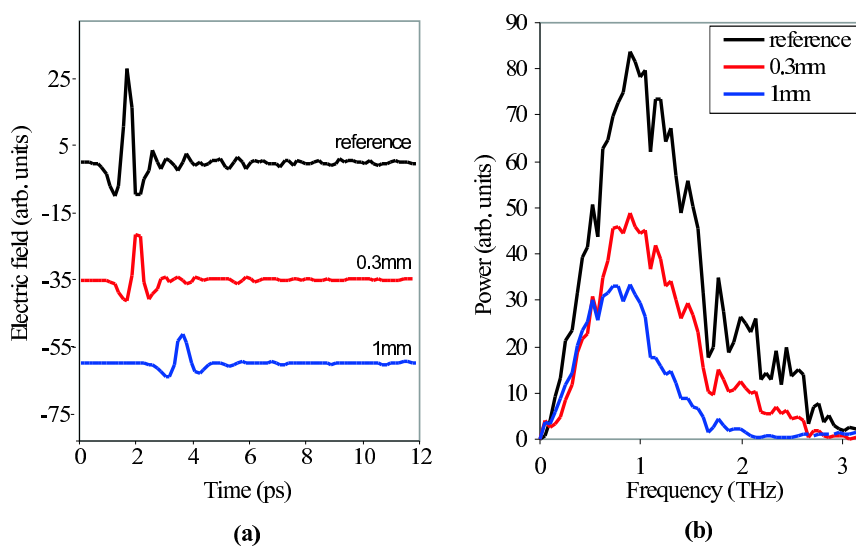 Electric field (arb. units)
25
5
-15
-35
-55
-75
reference
0.3mm
1mm
0
2
4
6
8
10
12
Time (ps)
(a)
Power (arb. units)
90
80
70
60
50
40
30
20
10
0
reference
0.3mm
1mm
0
1
2
3
Frequency (THz)
(b)